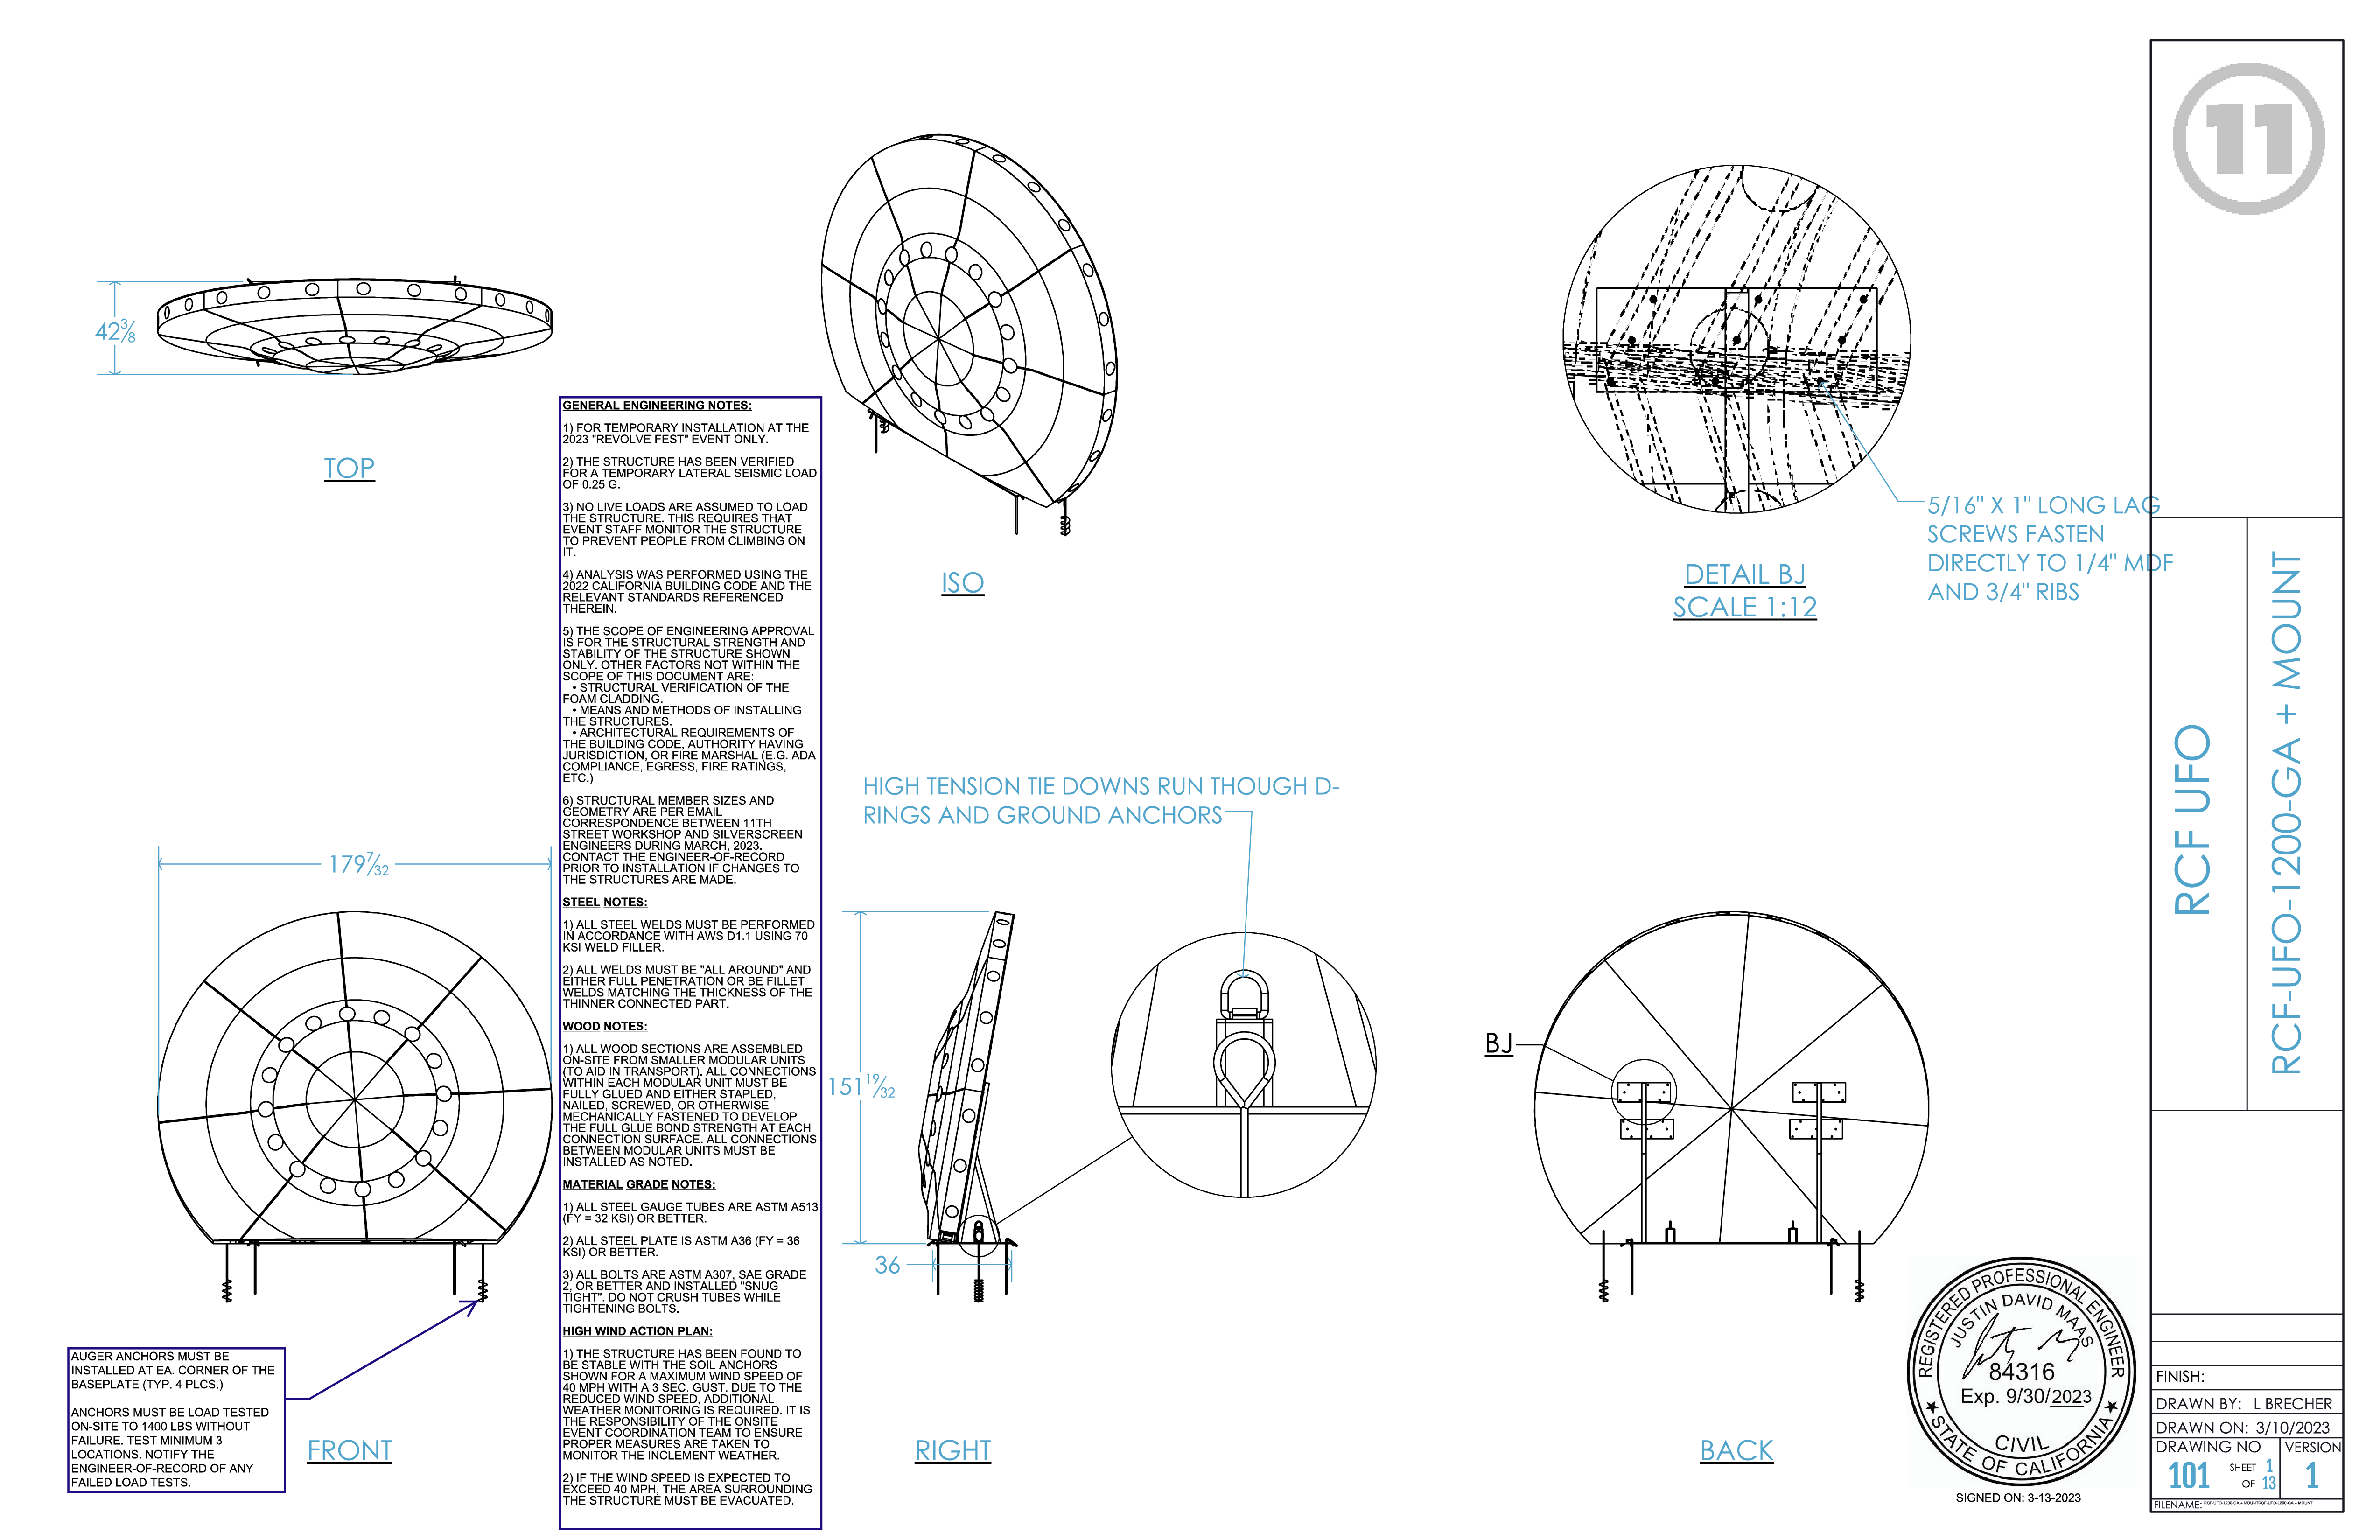 11
42 3/8
TOP
ISO
5/16" X 1" LONG LAG
SCREWS FASTEN
DIRECTLY TO 1/4" MDF
AND 3/4" RIBS
DETAIL BJ
SCALE 1:12
GENERAL ENGINEERING NOTES:
1) FOR TEMPORARY INSTALLATION AT THE
2023 "REVOLVE FEST" EVENT ONLY.
2) THE STRUCTURE HAS BEEN VERIFIED
FOR A TEMPORARY LATERAL SEISMIC LOAD
OF 0.25 G.
3) NO LIVE LOADS ARE ASSUMED TO LOAD
THE STRUCTURE. THIS REQUIRES THAT
EVENT STAFF MONITOR THE STRUCTURE
TO PREVENT PEOPLE FROM CLIMBING ON
IT.
4) ANALYSIS WAS PERFORMED USING THE
2022 CALIFORNIA BUILDING CODE AND THE
RELEVANT STANDARDS REFERENCED
THEREIN.
5) THE SCOPE OF ENGINEERING APPROVAL
IS FOR THE STRUCTURAL STRENGTH AND
STABILITY OF THE STRUCTURE SHOWN
ONLY. OTHER FACTORS NOT WITHIN THE
SCOPE OF THIS DOCUMENT ARE:
• STRUCTURAL VERIFICATION OF THE
FOAM CLADDING.
• MEANS AND METHODS OF INSTALLING
THE STRUCTURES.
• ARCHITECTURAL REQUIREMENTS OF
THE BUILDING CODE, AUTHORITY HAVING
JURISDICTION, OR FIRE MARSHAL (E.G. ADA
COMPLIANCE, EGRESS, FIRE RATINGS,
ETC.)
6) STRUCTURAL MEMBER SIZES AND
GEOMETRY ARE PER EMAIL
CORRESPONDENCE BETWEEN 11TH
STREET WORKSHOP AND SILVERSCREEN
ENGINEERS DURING MARCH, 2023.
CONTACT THE ENGINEER-OF-RECORD
PRIOR TO INSTALLATION IF CHANGES TO
THE STRUCTURES ARE MADE.
STEEL NOTES:
1) ALL STEEL WELDS MUST BE PERFORMED
IN ACCORDANCE WITH AWS D1.1 USING 70
KSI WELD FILLER.
2) ALL WELDS MUST BE "ALL AROUND" AND
EITHER FULL PENETRATION OR BE FILLET
WELDS MATCHING THE THICKNESS OF THE
THINNER CONNECTED PART.
WOOD NOTES:
1) ALL WOOD SECTIONS ARE ASSEMBLED
ON-SITE FROM SMALLER MODULAR UNITS
(TO AID IN TRANSPORT). ALL CONNECTIONS
WITHIN EACH MODULAR UNIT MUST BE
FULLY GLUED AND EITHER STAPLED,
NAILED, SCREWED, OR OTHERWISE
MECHANICALLY FASTENED TO DEVELOP
THE FULL GLUE BOND STRENGTH AT EACH
CONNECTION SURFACE. ALL CONNECTIONS
BETWEEN MODULAR UNITS MUST BE
INSTALLED AS NOTED.
MATERIAL GRADE NOTES:
1) ALL STEEL GAUGE TUBES ARE ASTM A513
(FY = 32 KSI) OR BETTER.
2) ALL STEEL PLATE IS ASTM A36 (FY = 36
KSI) OR BETTER.
3) ALL BOLTS ARE ASTM A307, SAE GRADE
2, OR BETTER AND INSTALLED "SNUG
TIGHT". DO NOT CRUSH TUBES WHILE
TIGHTENING BOLTS.
HIGH WIND ACTION PLAN:
1) THE STRUCTURE HAS BEEN FOUND TO
BE STABLE WITH THE SOIL ANCHORS
SHOWN FOR A MAXIMUM WIND SPEED OF
40 MPH WITH A 3 SEC. GUST. DUE TO THE
REDUCED WIND SPEED, ADDITIONAL
WEATHER MONITORING IS REQUIRED. IT IS
THE RESPONSIBILITY OF THE ONSITE
EVENT COORDINATION TEAM TO ENSURE
PROPER MEASURES ARE TAKEN TO
MONITOR THE INCLEMENT WEATHER.
2) IF THE WIND SPEED IS EXPECTED TO
EXCEED 40 MPH, THE AREA SURROUNDING
THE STRUCTURE MUST BE EVACUATED.
HIGH TENSION TIE DOWNS RUN THOUGH D-
RINGS AND GROUND ANCHORS
179 7/32
151 19/32
36
BJ
AUGER ANCHORS MUST BE
INSTALLED AT EA. CORNER OF THE
BASEPLATE (TYP. 4 PLCS.)
ANCHORS MUST BE LOAD TESTED
ON-SITE TO 1400 LBS WITHOUT
FAILURE. TEST MINIMUM 3
LOCATIONS. NOTIFY THE
ENGINEER-OF-RECORD OF ANY
FAILED LOAD TESTS.
FRONT
RIGHT
BACK
REGISTERED PROFESSIONAL ENGINEER
JUSTIN DAVID MAAS
84316
Exp. 9/30/2023
CIVIL
STATE OF CALIFORNIA
SIGNED ON: 3-13-2023
RCF UFO
RCF-UFO-1200-GA + MOUNT
FINISH:
DRAWN BY: L BRECHER
DRAWN ON: 3/10/2023
DRAWING NO
101
SHEET 1
OF 13
VERSION
1
FILENAME: